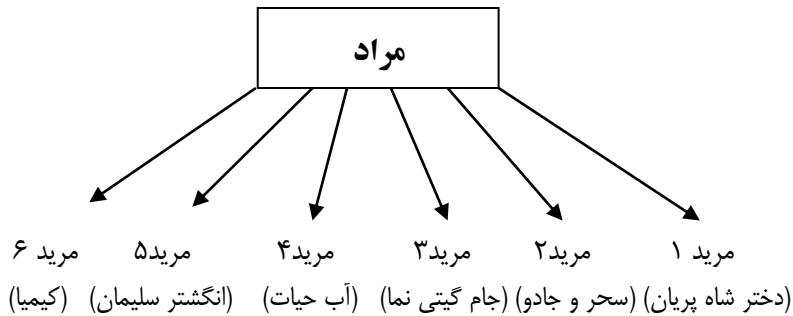 مراد
مرید ۱ مرید۲ مرید۳ مرید۴ مرید۵ مرید ۶
(دختر شاه پریان) (سحر و جادو) (جام گیتی نما) (آب حیات) (انگشتر سلیمان) (کیمیا)